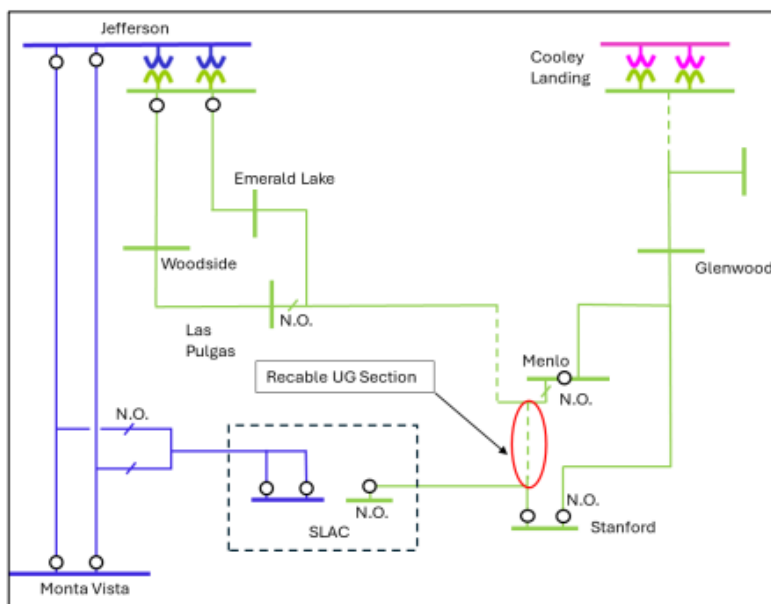 Jefferson
Cooley
Landing
Emerald Lake
Woodside
Glenwood
N.O.
Las
Pulgas
Menlo
Recable UG Section
N.O.
N.O.
N.O.
N.O.
Stanford
SLAC
Monta Vista